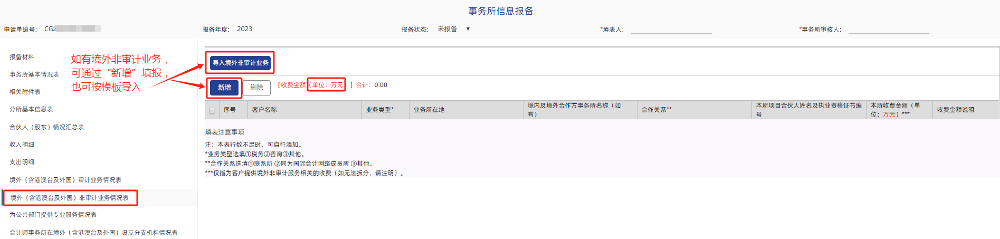 事务所信息报备
申请单编号： CG2
报备年度： 2023
报备状态： 未报备 ▼
*填表人：
*事务所审核人：
报备材料
事务所基本情况表
相关附件表
分所基本信息表
合伙人（股东）情况汇总表
收入明细
支出明细
境外（含港澳台及外国）审计业务情况表
境外（含港澳台及外国）非审计业务情况表
为公共部门提供专业服务情况表
会计师事务所在境外（含港澳台及外国）设立分支机构情况表
如有境外非审计业务，
可通过“新增”填报，
也可按模板导入
导入境外非审计业务
新增 删除 【收费金额（单位：万元）】合计：0.00
序号 客户名称 业务类型* 业务所在地 境内及境外合作方事务所名称（如有） 合作关系** 本所项目合伙人姓名及执业资格证书编号 本所收费金额（单位：万元）*** 收费金额说明
填表注意事项
注：本表行数不足时，可自行添加。
*业务类型选填①税务②咨询③其他。
**合作关系选填①联系所 ②同为国际会计网络成员所 ③其他。
***仅指为客户提供境外非审计服务相关的收费（如无法拆分，请注明）。